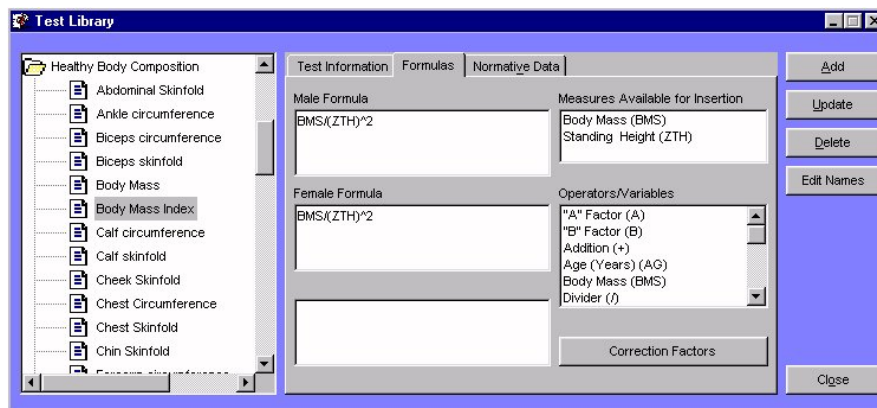 Test Library
Healthy Body Composition
Abdominal Skinfold
Ankle circumference
Biceps circumference
Biceps skinfold
Body Mass
Body Mass Index
Calf circumference
Calf skinfold
Cheek Skinfold
Chest Circumference
Chest Skinfold
Chin Skinfold
Test Information
Formulas
Normative Data
Male Formula
BMS/(ZTH)^2
Female Formula
BMS/(ZTH)^2
Measures Available for Insertion
Body Mass (BMS)
Standing Height (ZTH)
Operators/Variables
"A" Factor (A)
"B" Factor (B)
Addition (+)
Age (Years) (AG)
Body Mass (BMS)
Divider (/)
Correction Factors
Add
Update
Delete
Edit Names
Close